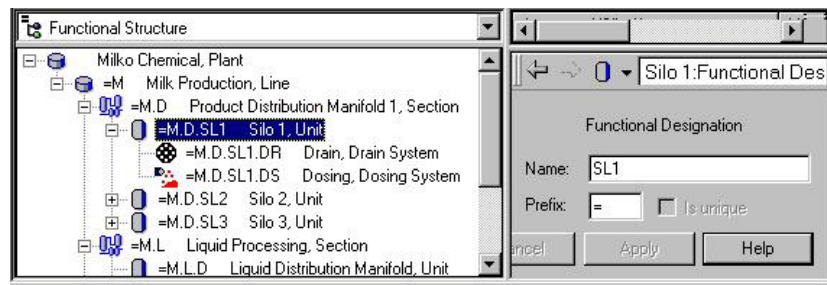 Functional Structure
Milko Chemical, Plant
=M Milk Production, Line
=M.D Product Distribution Manifold 1, Section
=M.D.SL1 Silo 1, Unit
=M.D.SL1.DR Drain, Drain System
=M.D.SL1.DS Dosing, Dosing System
=M.D.SL2 Silo 2, Unit
=M.D.SL3 Silo 3, Unit
=M.L Liquid Processing, Section
=M.L.D Liquid Distribution Manifold, Unit
Silo 1:Functional Des
Functional Designation
Name: SL1
Prefix: = Is unique
ancel Apply Help